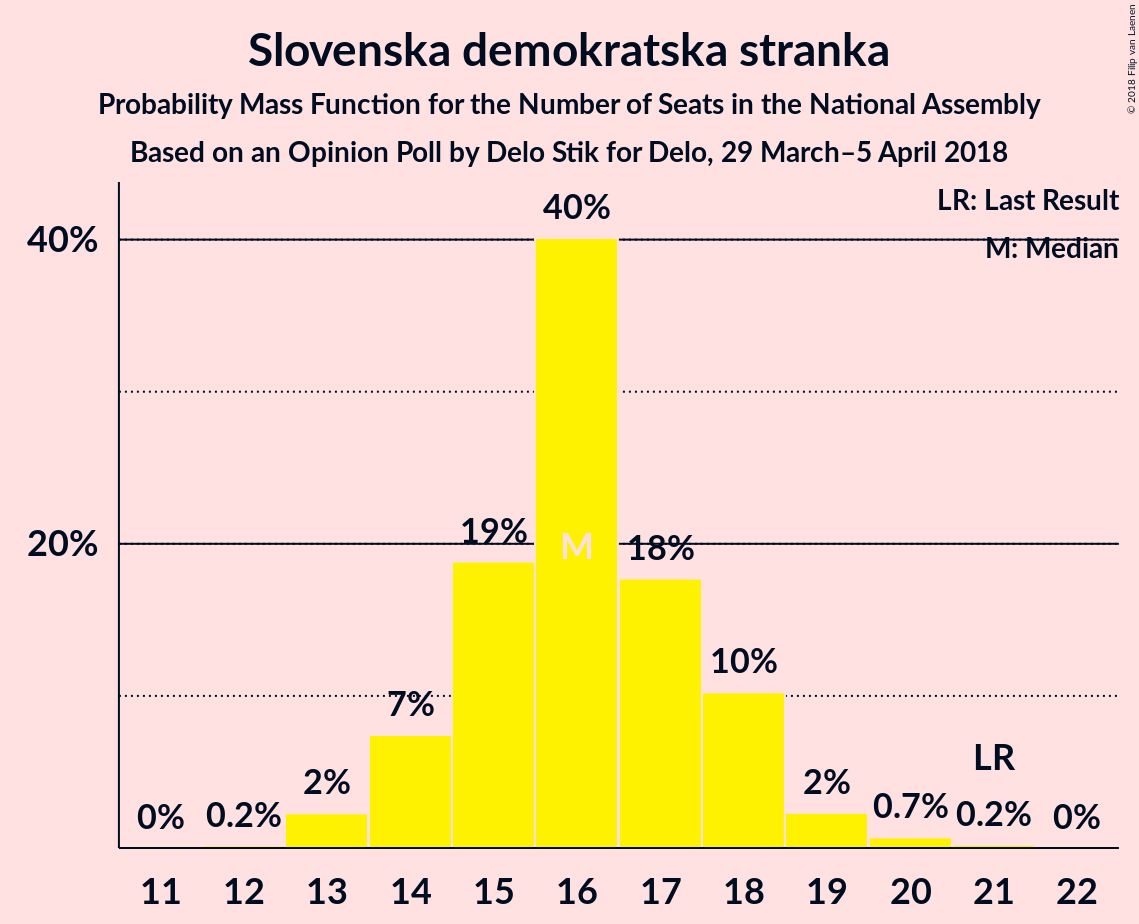 Slovenska demokratska stranka
Probability Mass Function for the Number of Seats in the National Assembly
Based on an Opinion Poll by Delo Stik for Delo, 29 March–5 April 2018
© 2018 Filip van Laenen
LR: Last Result
M: Median
40%
20%
0%
0.2%
2%
7%
19%
40%
M
18%
10%
2%
0.7%
LR
0.2%
0%
11 12 13 14 15 16 17 18 19 20 21 22